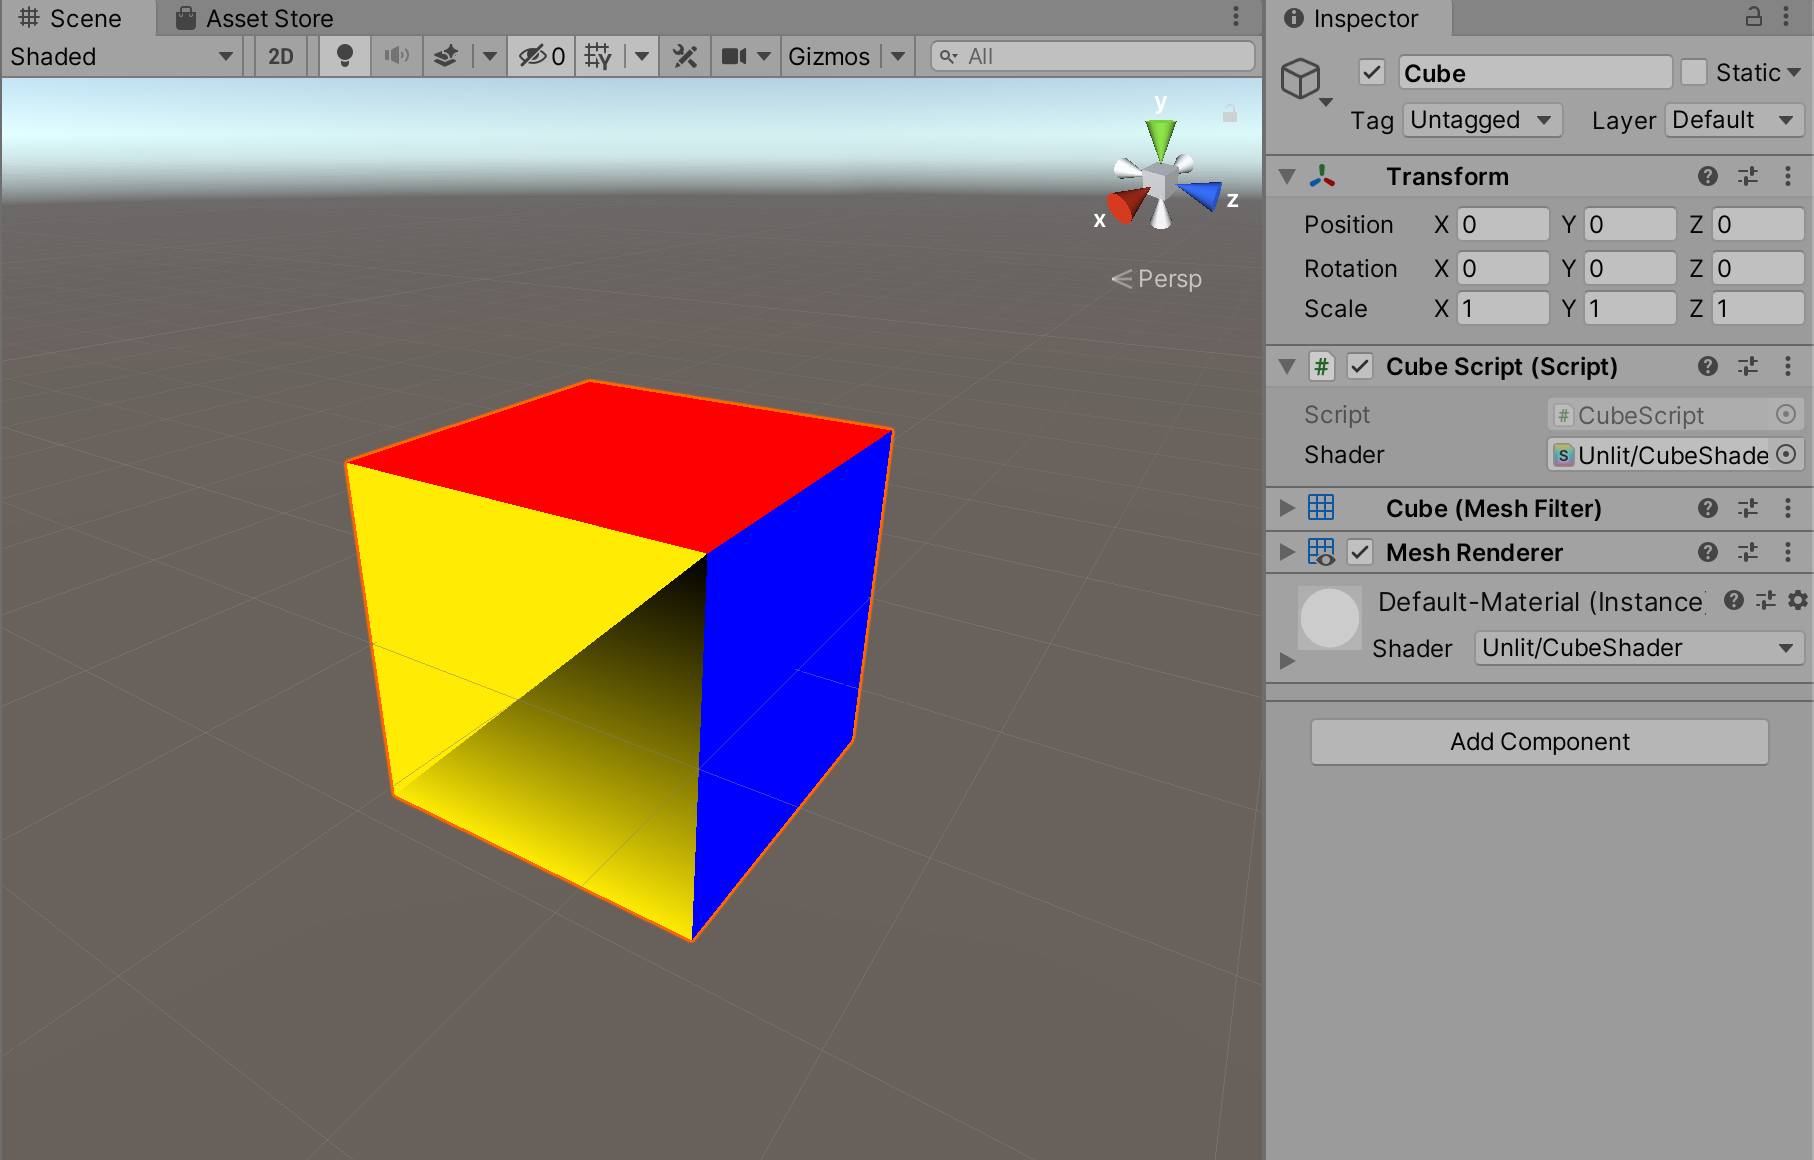 Scene Asset Store
Shaded 2D 0 Gizmos All
y
x z
Persp
Inspector
Cube Static
Tag Untagged Layer Default
Transform
Position X 0 Y 0 Z 0
Rotation X 0 Y 0 Z 0
Scale X 1 Y 1 Z 1
# Cube Script (Script)
Script # CubeScript
Shader S Unlit/CubeShade
Cube (Mesh Filter)
Mesh Renderer
Default-Material (Instance
Shader Unlit/CubeShader
Add Component